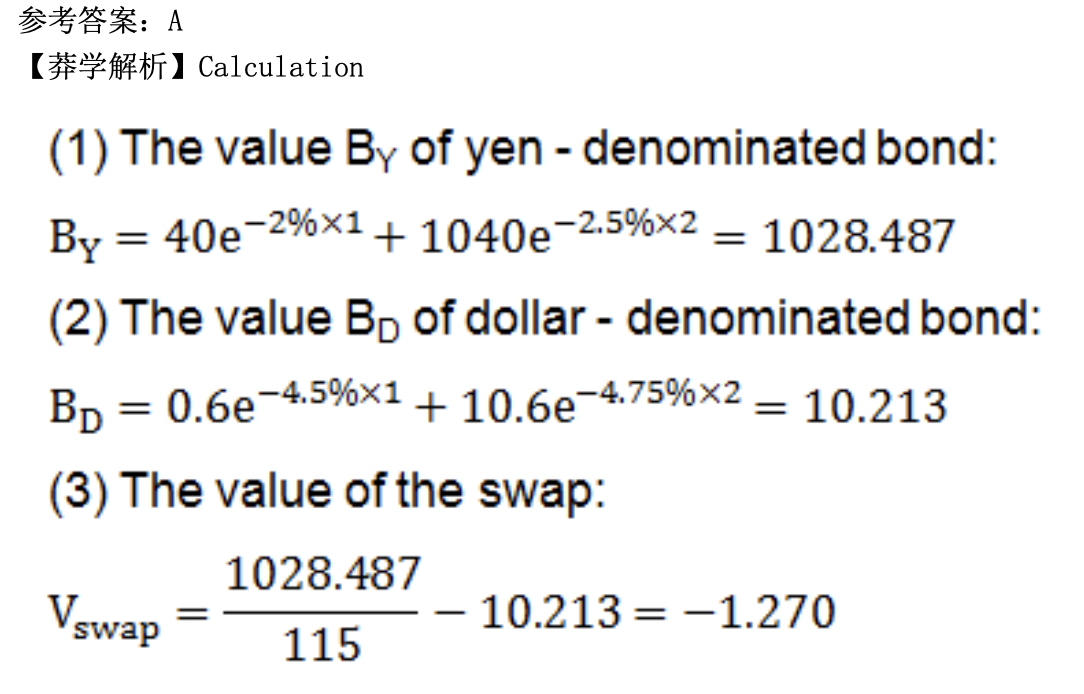 参考答案：A
【莽学解析】Calculation
(1) The value B_Y of yen - denominated bond:
B_Y = 40e^{−2%×1} + 1040e^{−2.5%×2} = 1028.487
(2) The value B_D of dollar - denominated bond:
B_D = 0.6e^{−4.5%×1} + 10.6e^{−4.75%×2} = 10.213
(3) The value of the swap:
V_{swap} = \frac{1028.487}{115} − 10.213 = −1.270